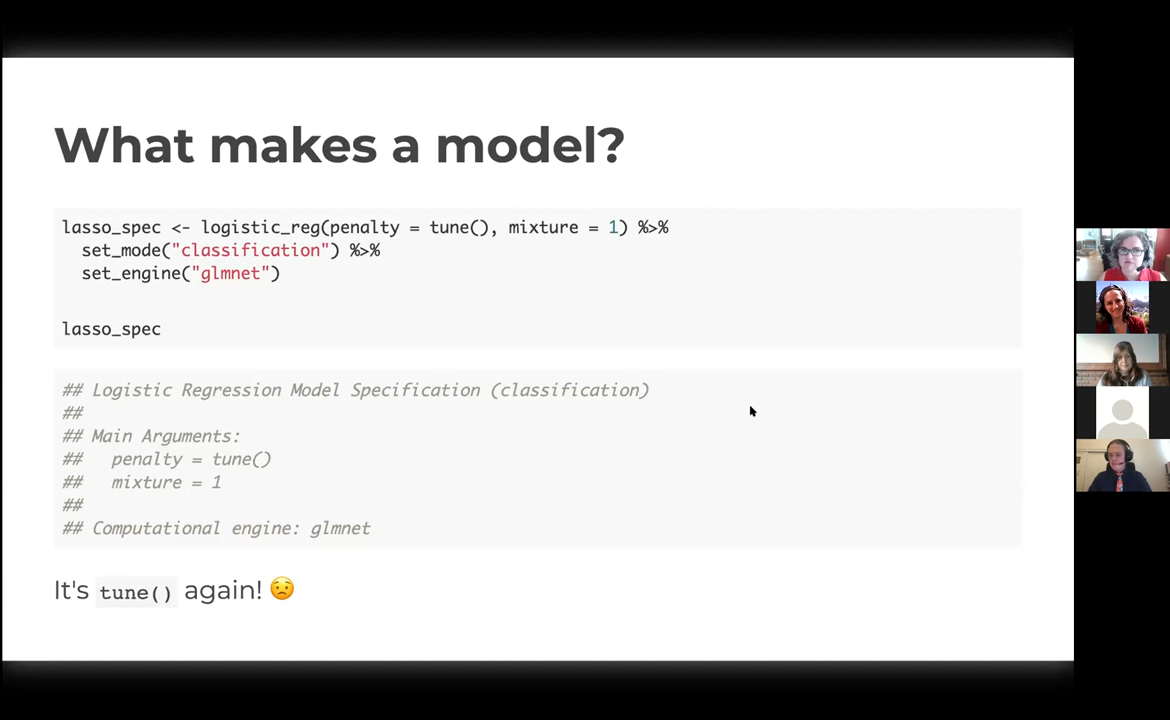 What makes a model?
lasso_spec <- logistic_reg(penalty = tune(), mixture = 1) %>%
  set_mode("classification") %>%
  set_engine("glmnet")
lasso_spec
## Logistic Regression Model Specification (classification)
##
## Main Arguments:
##   penalty = tune()
##   mixture = 1
##
## Computational engine: glmnet
It's tune() again! 😟